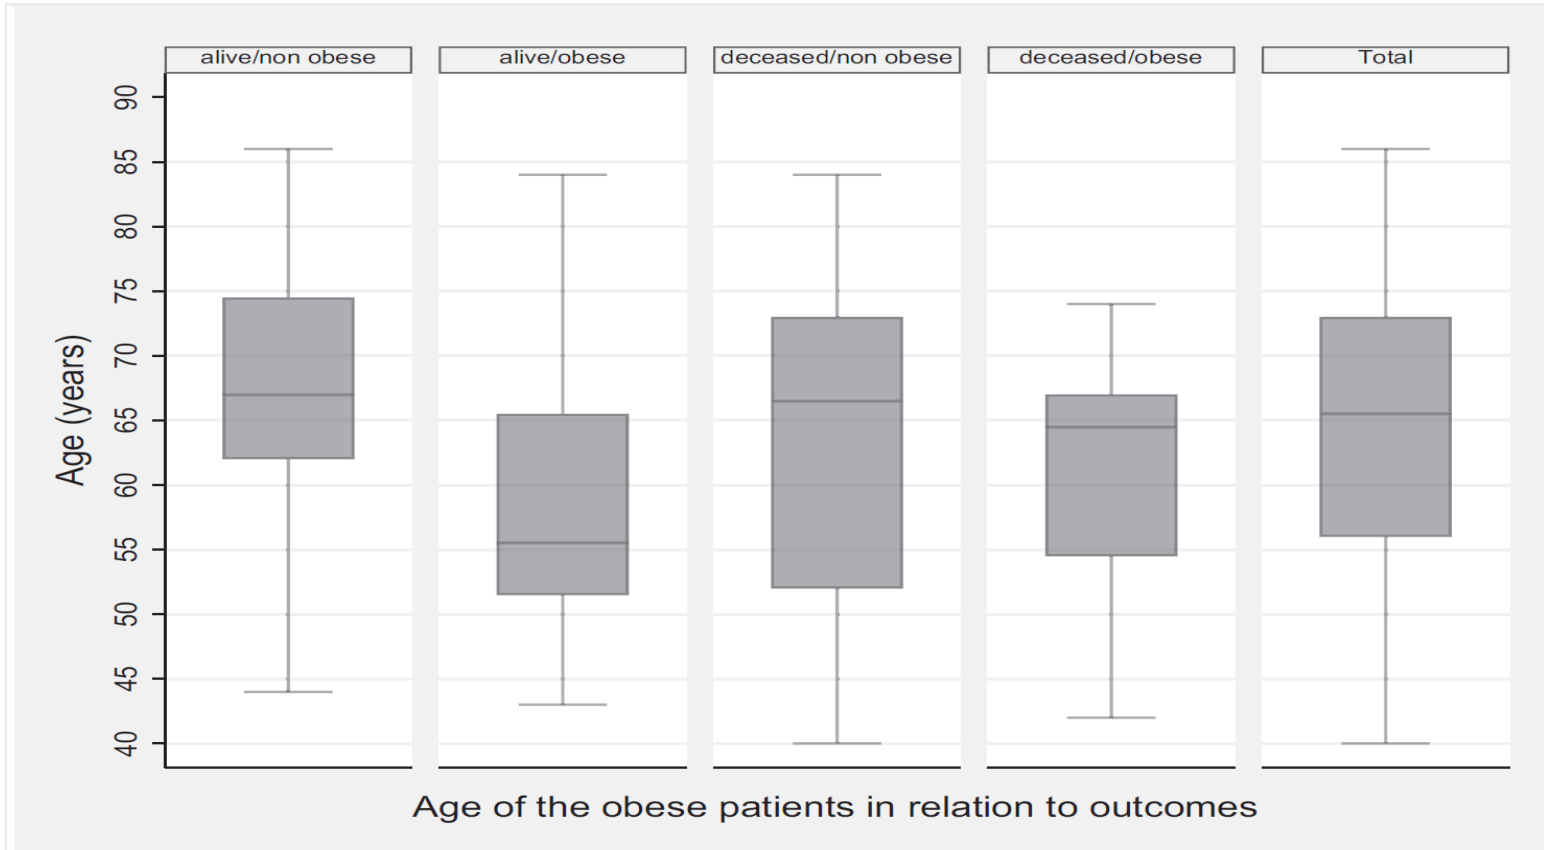 alive/non obese
alive/obese
deceased/non obese
deceased/obese
Total
90
85
80
75
70
65
60
55
50
45
40
Age (years)
Age of the obese patients in relation to outcomes